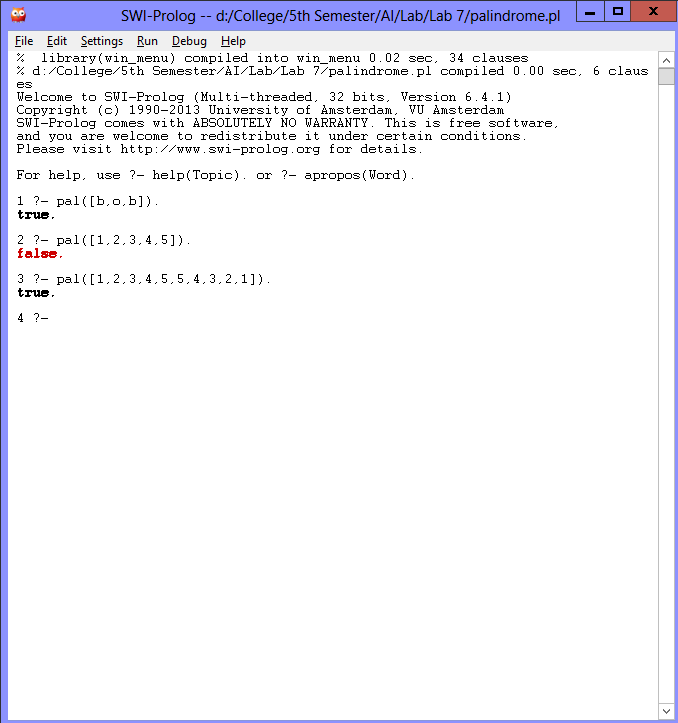 SWI-Prolog -- d:/College/5th Semester/AI/Lab/Lab 7/palindrome.pl
File Edit Settings Run Debug Help
%  library(win_menu) compiled into win_menu 0.02 sec, 34 clauses
% d:/College/5th Semester/AI/Lab/Lab 7/palindrome.pl compiled 0.00 sec, 6 claus
es
Welcome to SWI-Prolog (Multi-threaded, 32 bits, Version 6.4.1)
Copyright (c) 1990-2013 University of Amsterdam, VU Amsterdam
SWI-Prolog comes with ABSOLUTELY NO WARRANTY. This is free software,
and you are welcome to redistribute it under certain conditions.
Please visit http://www.swi-prolog.org for details.
For help, use ?- help(Topic). or ?- apropos(Word).
1 ?- pal([b,o,b]).
true.
2 ?- pal([1,2,3,4,5]).
false.
3 ?- pal([1,2,3,4,5,5,4,3,2,1]).
true.
4 ?-